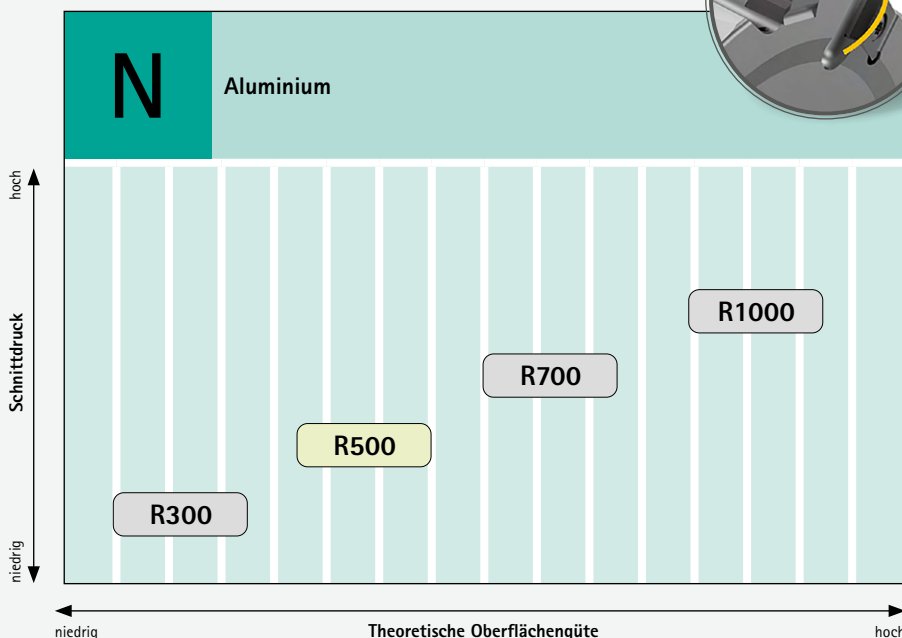 N
Aluminium
hoch
Schnittdruck
niedrig
R1000
R700
R500
R300
niedrig
Theoretische Oberflächengüte
hoch